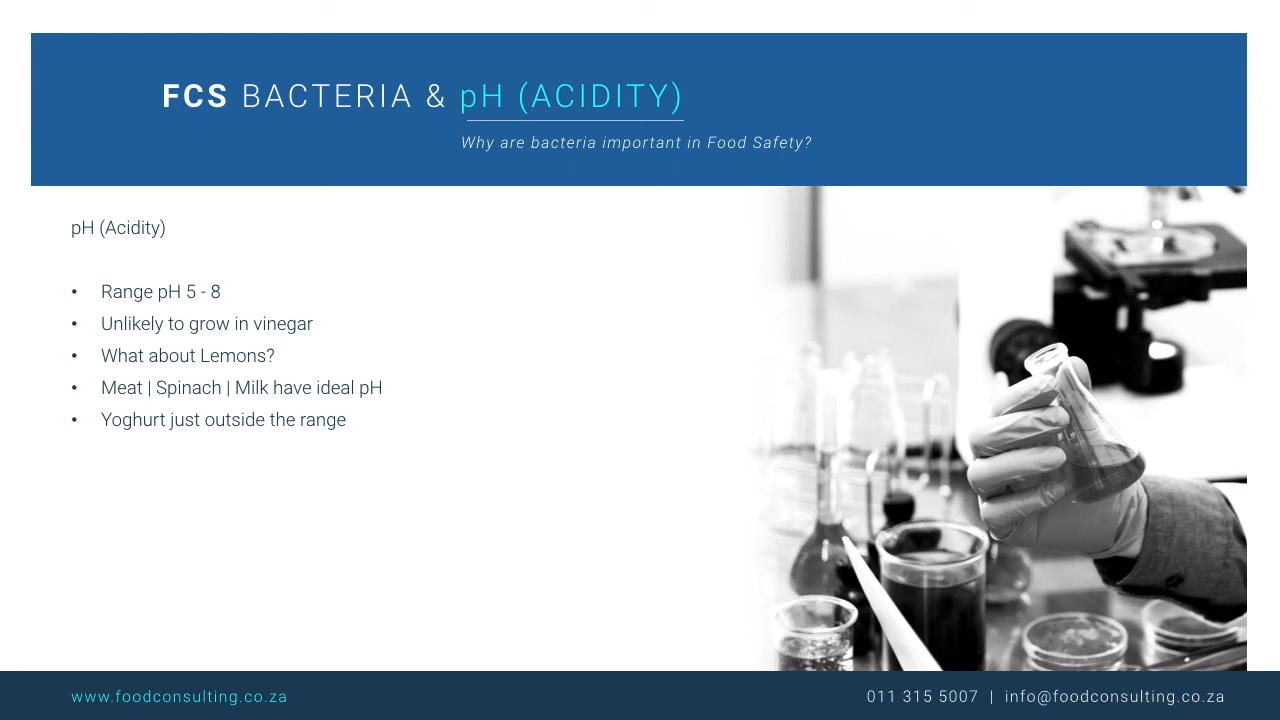 FCS BACTERIA & pH (ACIDITY)
Why are bacteria important in Food Safety?
pH (Acidity)
• Range pH 5 - 8
• Unlikely to grow in vinegar
• What about Lemons?
• Meat | Spinach | Milk have ideal pH
• Yoghurt just outside the range
www.foodconsulting.co.za
011 315 5007 | info@foodconsulting.co.za